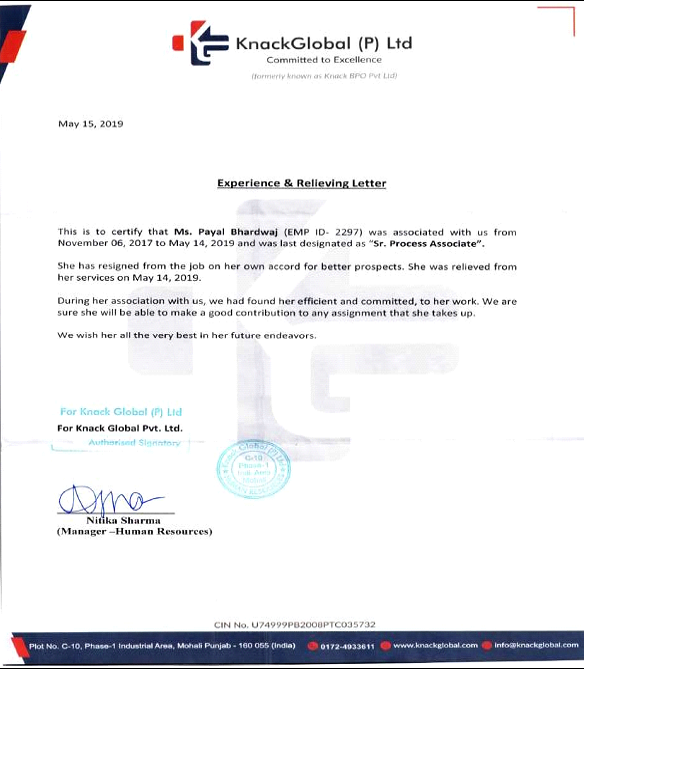 KnackGlobal (P) Ltd
Committed to Excellence
(formerly known as Knack BPO Pvt Ltd)
May 15, 2019
Experience & Relieving Letter
This is to certify that Ms. Payal Bhardwaj (EMP ID- 2297) was associated with us from
November 06, 2017 to May 14, 2019 and was last designated as “Sr. Process Associate”.
She has resigned from the job on her own accord for better prospects. She was relieved from
her services on May 14, 2019.
During her association with us, we had found her efficient and committed, to her work. We are
sure she will be able to make a good contribution to any assignment that she takes up.
We wish her all the very best in her future endeavors.
For Knack Global (P) Ltd
For Knack Global Pvt. Ltd.
Authorised Signatory
Knack Global (P) Ltd
C-10
Phase-1
Indl Area
Mohali
Nitika Sharma
(Manager –Human Resources)
CIN No. U74999PB2008PTC035732
Plot No. C-10, Phase-1 Industrial Area, Mohali Punjab - 160 055 (India) 0172-4933611 www.knackglobal.com info@knackglobal.com